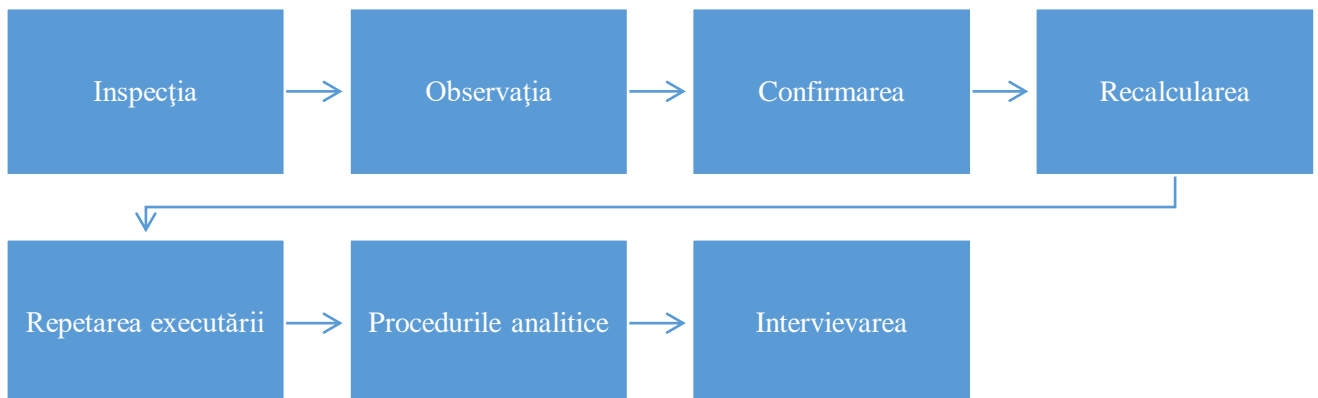 Inspecţia
Observaţia
Confirmarea
Recalcularea
Repetarea executării
Procedurile analitice
Intervievarea